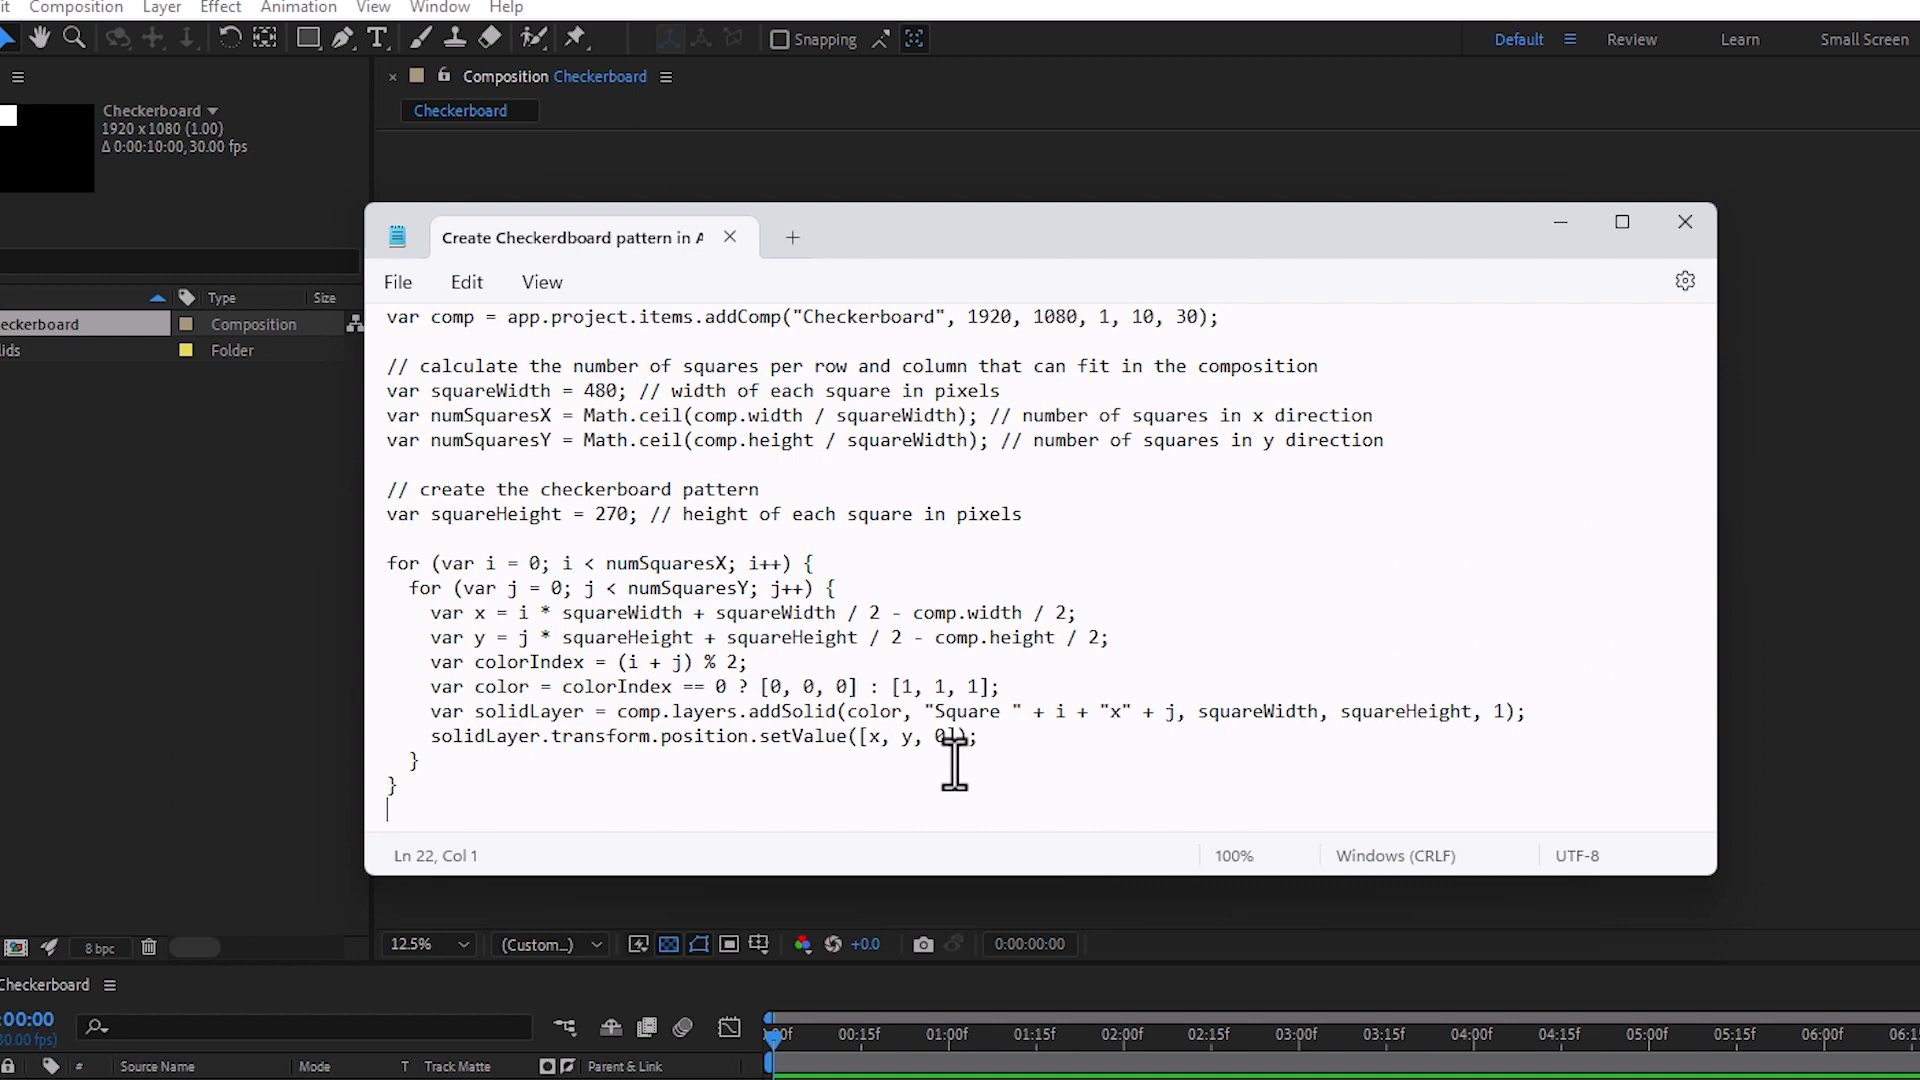 it Composition Layer Effect Animation View Window Help
Snapping Default Review Learn Small Screen
Composition Checkerboard
Checkerboard
Checkerboard
1920 x 1080 (1.00)
Δ 0:00:10:00, 30.00 fps
Type Size
eckerboard Composition
lids Folder
Create Checkerdboard pattern in A
File Edit View
var comp = app.project.items.addComp("Checkerboard", 1920, 1080, 1, 10, 30);
// calculate the number of squares per row and column that can fit in the composition
var squareWidth = 480; // width of each square in pixels
var numSquaresX = Math.ceil(comp.width / squareWidth); // number of squares in x direction
var numSquaresY = Math.ceil(comp.height / squareWidth); // number of squares in y direction
// create the checkerboard pattern
var squareHeight = 270; // height of each square in pixels
for (var i = 0; i < numSquaresX; i++) {
for (var j = 0; j < numSquaresY; j++) {
var x = i * squareWidth + squareWidth / 2 - comp.width / 2;
var y = j * squareHeight + squareHeight / 2 - comp.height / 2;
var colorIndex = (i + j) % 2;
var color = colorIndex == 0 ? [0, 0, 0] : [1, 1, 1];
var solidLayer = comp.layers.addSolid(color, "Square " + i + "x" + j, squareWidth, squareHeight, 1);
solidLayer.transform.position.setValue([x, y, 0]);
}
}
Ln 22, Col 1 100% Windows (CRLF) UTF-8
8 bpc 12.5% (Custom...) +0.0 0:00:00:00
Checkerboard
:00:00
30.00 fps)
:00f 00:15f 01:00f 01:15f 02:00f 02:15f 03:00f 03:15f 04:00f 04:15f 05:00f 05:15f 06:00f 06:1
# Source Name Mode T Track Matte Parent & Link